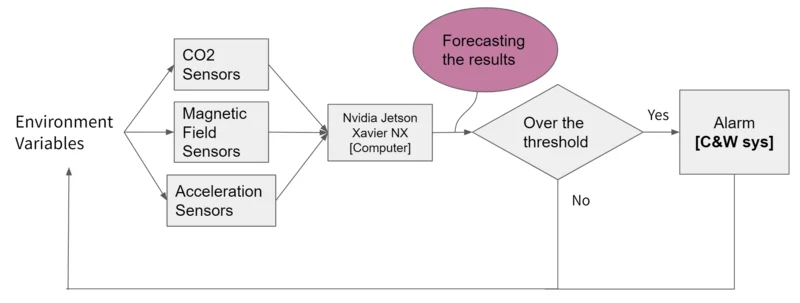 Environment
Variables
CO2
Sensors
Magnetic
Field
Sensors
Acceleration
Sensors
Nvidia Jetson
Xavier NX
[Computer]
Forecasting
the results
Over the
threshold
Yes
No
Alarm
[C&W sys]